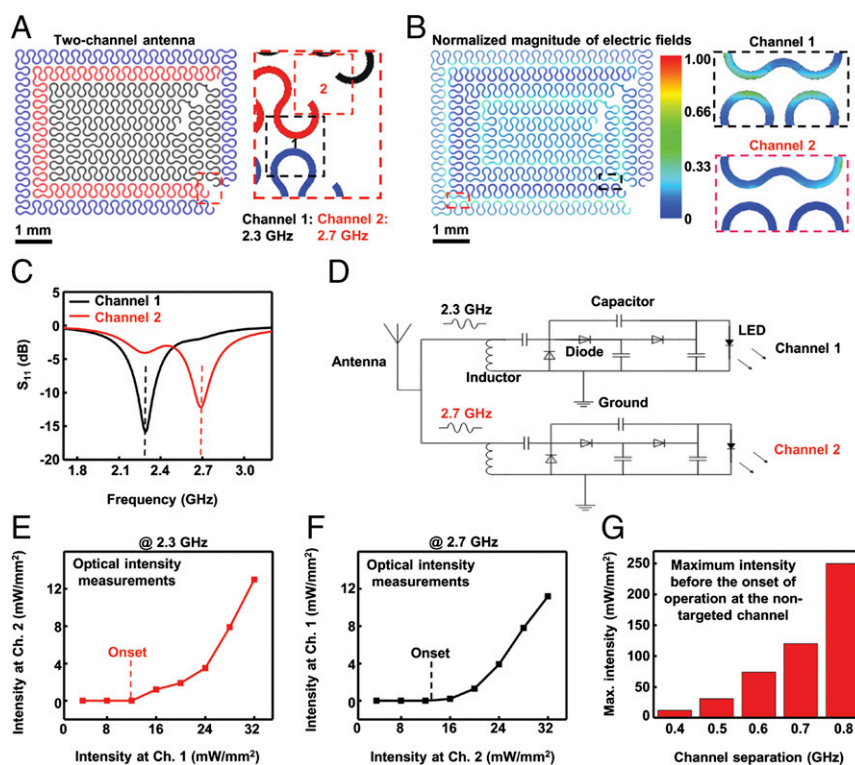 A
Two-channel antenna
2
1
1 mm
Channel 1: Channel 2:
2.3 GHz 2.7 GHz
B
Normalized magnitude of electric fields
1.00
0.66
0.33
0
1 mm
Channel 1
Channel 2
C
Channel 1
Channel 2
S11 (dB)
5
0
-5
-10
-15
-20
1.8 2.1 2.4 2.7 3.0
Frequency (GHz)
D
2.3 GHz
Capacitor
LED
Antenna
Diode
Channel 1
Inductor
2.7 GHz
Ground
Channel 2
E
@ 2.3 GHz
Optical intensity
measurements
Onset
Intensity at Ch. 2 (mW/mm²)
12
8
4
0
0 8 16 24 32
Intensity at Ch. 1 (mW/mm²)
F
@ 2.7 GHz
Optical intensity
measurements
Onset
Intensity at Ch. 1 (mW/mm²)
12
8
4
0
0 8 16 24 32
Intensity at Ch. 2 (mW/mm²)
G
Maximum intensity
before the onset of
operation at the non-
targeted channel
Max. intensity (mW/mm²)
250
200
150
100
50
0
0.4 0.5 0.6 0.7 0.8
Channel separation (GHz)